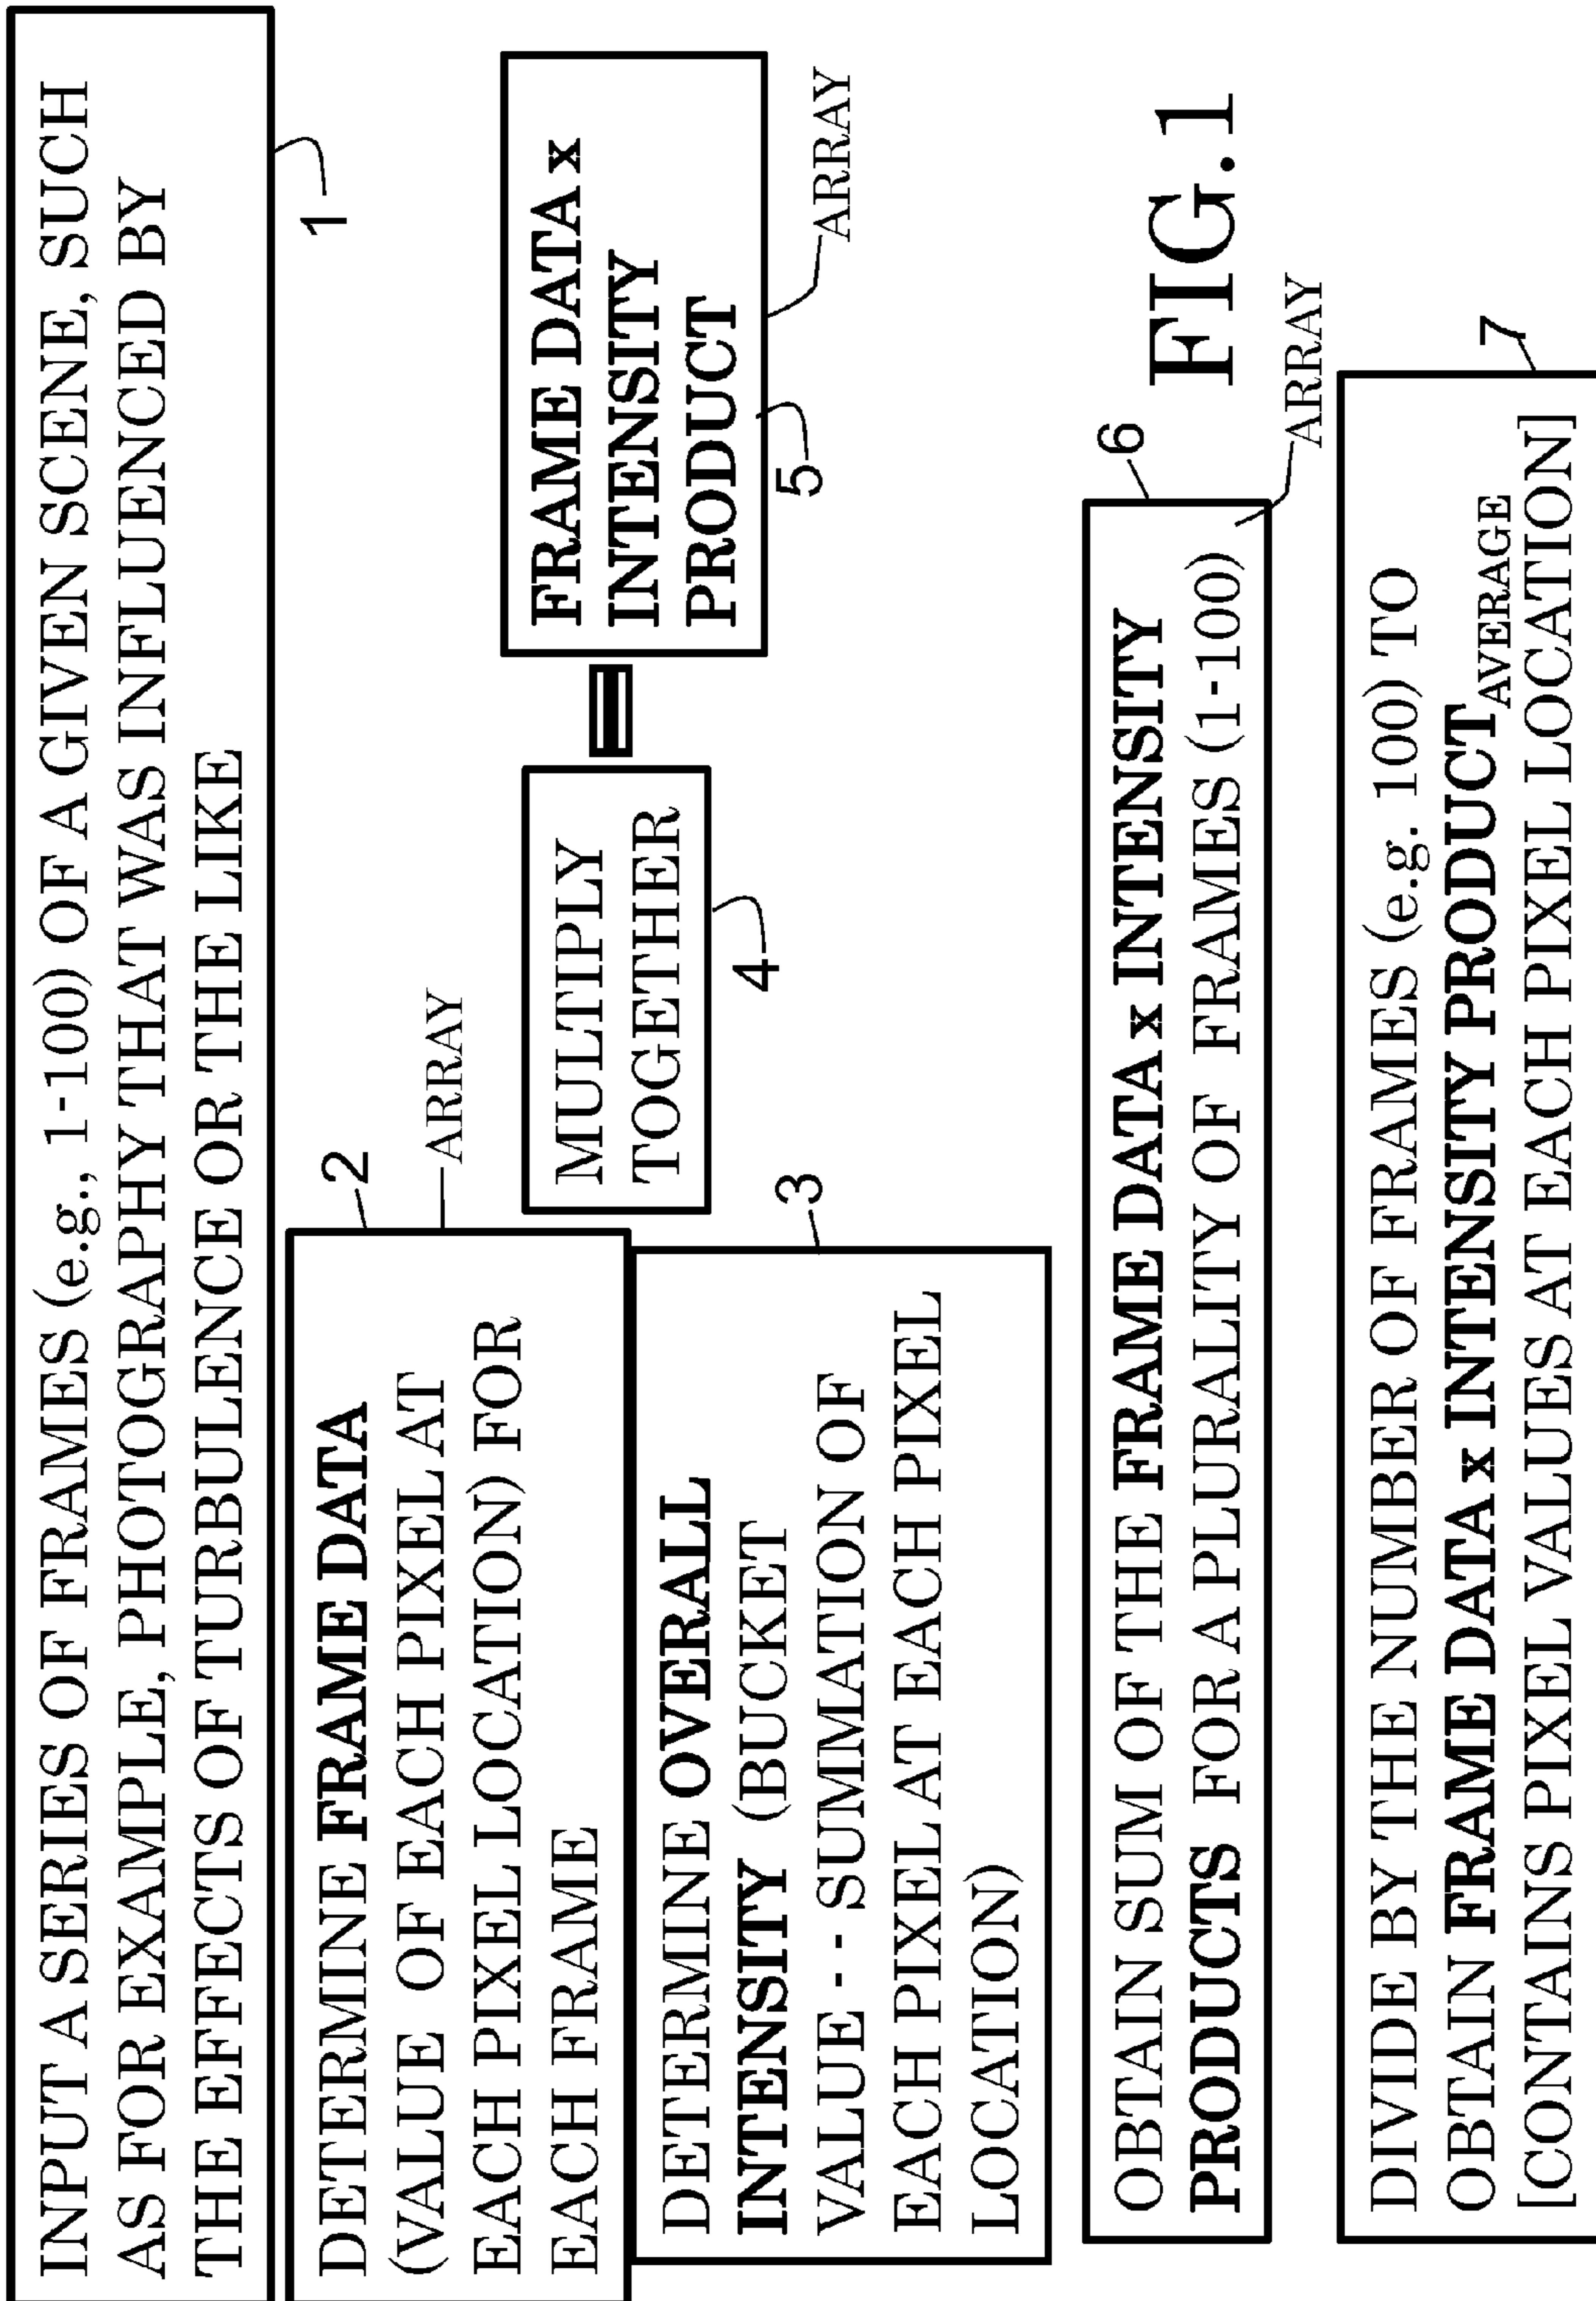 INPUT A SERIES OF FRAMES (e.g., 1-100) OF A GIVEN SCENE, SUCH
AS FOR EXAMPLE, PHOTOGRAPHY THAT WAS INFLUENCED BY
THE EFFECTS OF TURBULENCE OR THE LIKE
1
DETERMINE FRAME DATA
(VALUE OF EACH PIXEL AT
EACH PIXEL LOCATION) FOR
EACH FRAME
2
ARRAY
DETERMINE OVERALL
INTENSITY (BUCKET
VALUE - - SUMMATION OF
EACH PIXEL AT EACH PIXEL
LOCATION)
3
MULTIPLY
TOGETHER
4
=
FRAME DATA x
INTENSITY
PRODUCT
5
ARRAY
OBTAIN SUM OF THE FRAME DATA x INTENSITY
PRODUCTS FOR A PLURALITY OF FRAMES (1-100)
6
ARRAY
FIG.1
DIVIDE BY THE NUMBER OF FRAMES (e.g. 100) TO
OBTAIN FRAME DATA x INTENSITY PRODUCT AVERAGE
[CONTAINS PIXEL VALUES AT EACH PIXEL LOCATION]
7